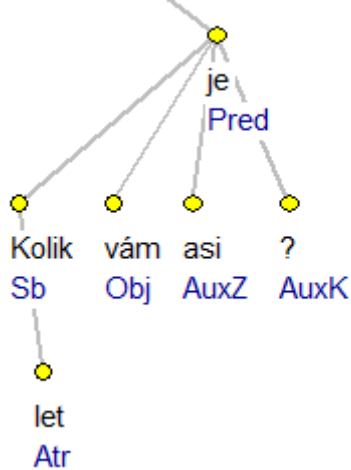 je
Pred
Kolik vám asi ?
Sb Obj AuxZ AuxK
let
Atr